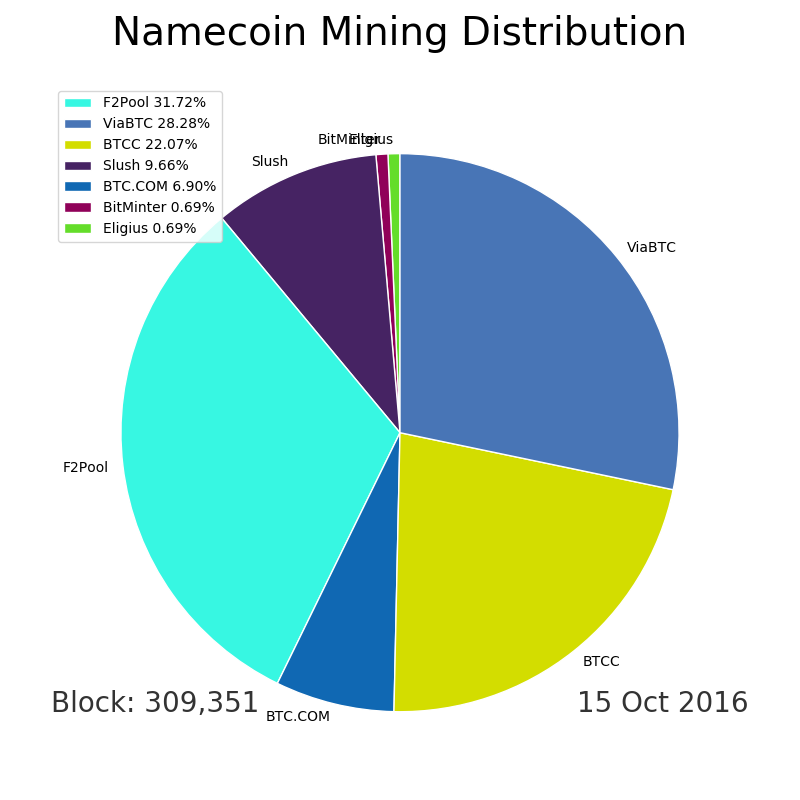 Namecoin Mining Distribution
F2Pool 31.72%
ViaBTC 28.28%
BTCC 22.07%
Slush 9.66%
BTC.COM 6.90%
BitMinter 0.69%
Eligius 0.69%
BitMinter
Eligius
Slush
ViaBTC
F2Pool
BTCC
Block: 309,351
15 Oct 2016
BTC.COM